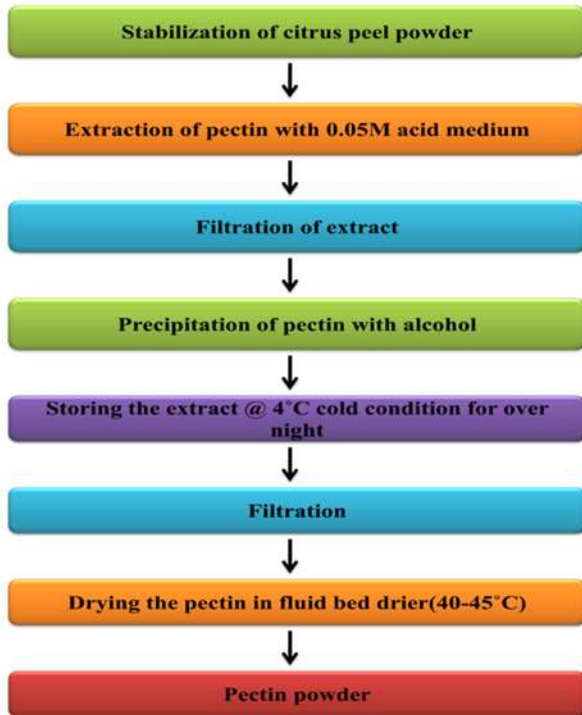 Stabilization of citrus peel powder
Extraction of pectin with 0.05M acid medium
Filtration of extract
Precipitation of pectin with alcohol
Storing the extract @ 4˚C cold condition for over
night
Filtration
Drying the pectin in fluid bed drier(40-45˚C)
Pectin powder